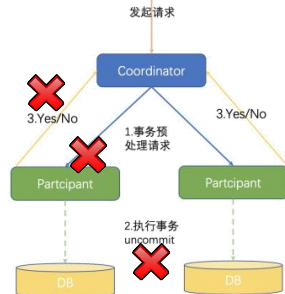 发起请求
Coordinator
3.Yes/No
3.Yes/No
1.事务预
处理请求
Partcipant
Partcipant
2.执行事务
uncommit
DB
DB